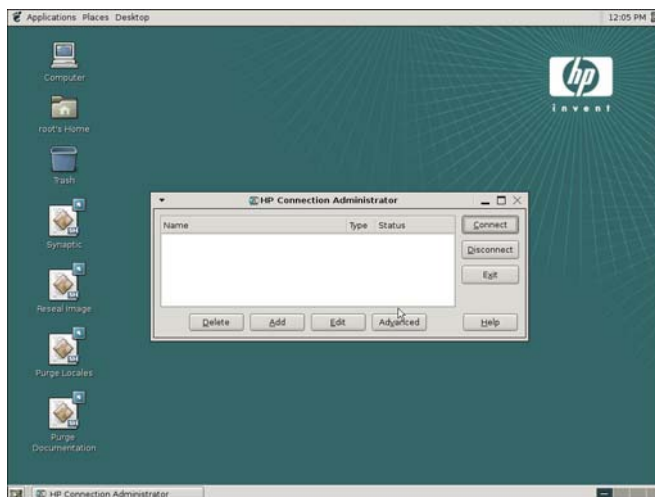 Applications Places Desktop
12:05 PM
Computer
root's Home
Trash
Synaptic
Reseal Image
Purge Locales
Purge
Documentation
hp
invent
HP Connection Administrator
Name Type Status
Connect
Disconnect
Exit
Delete Add Edit Advanced Help
HP Connection Administrator